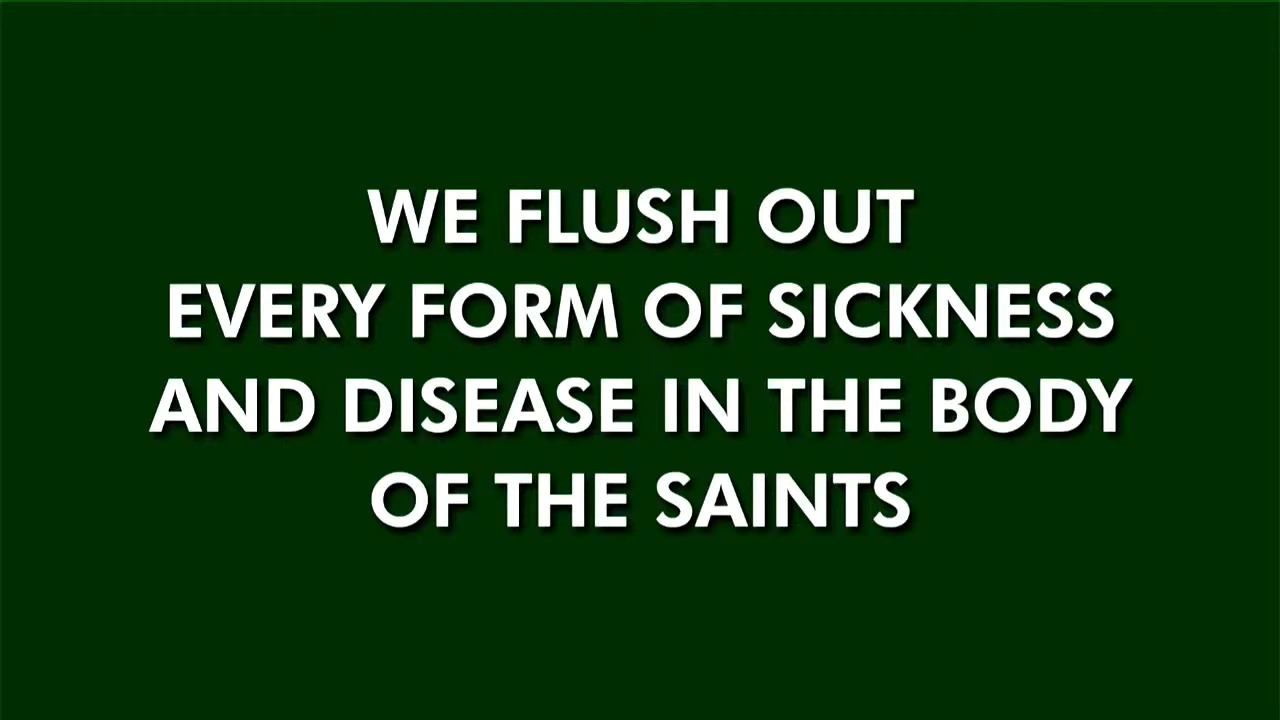 WE FLUSH OUT
EVERY FORM OF SICKNESS
AND DISEASE IN THE BODY
OF THE SAINTS